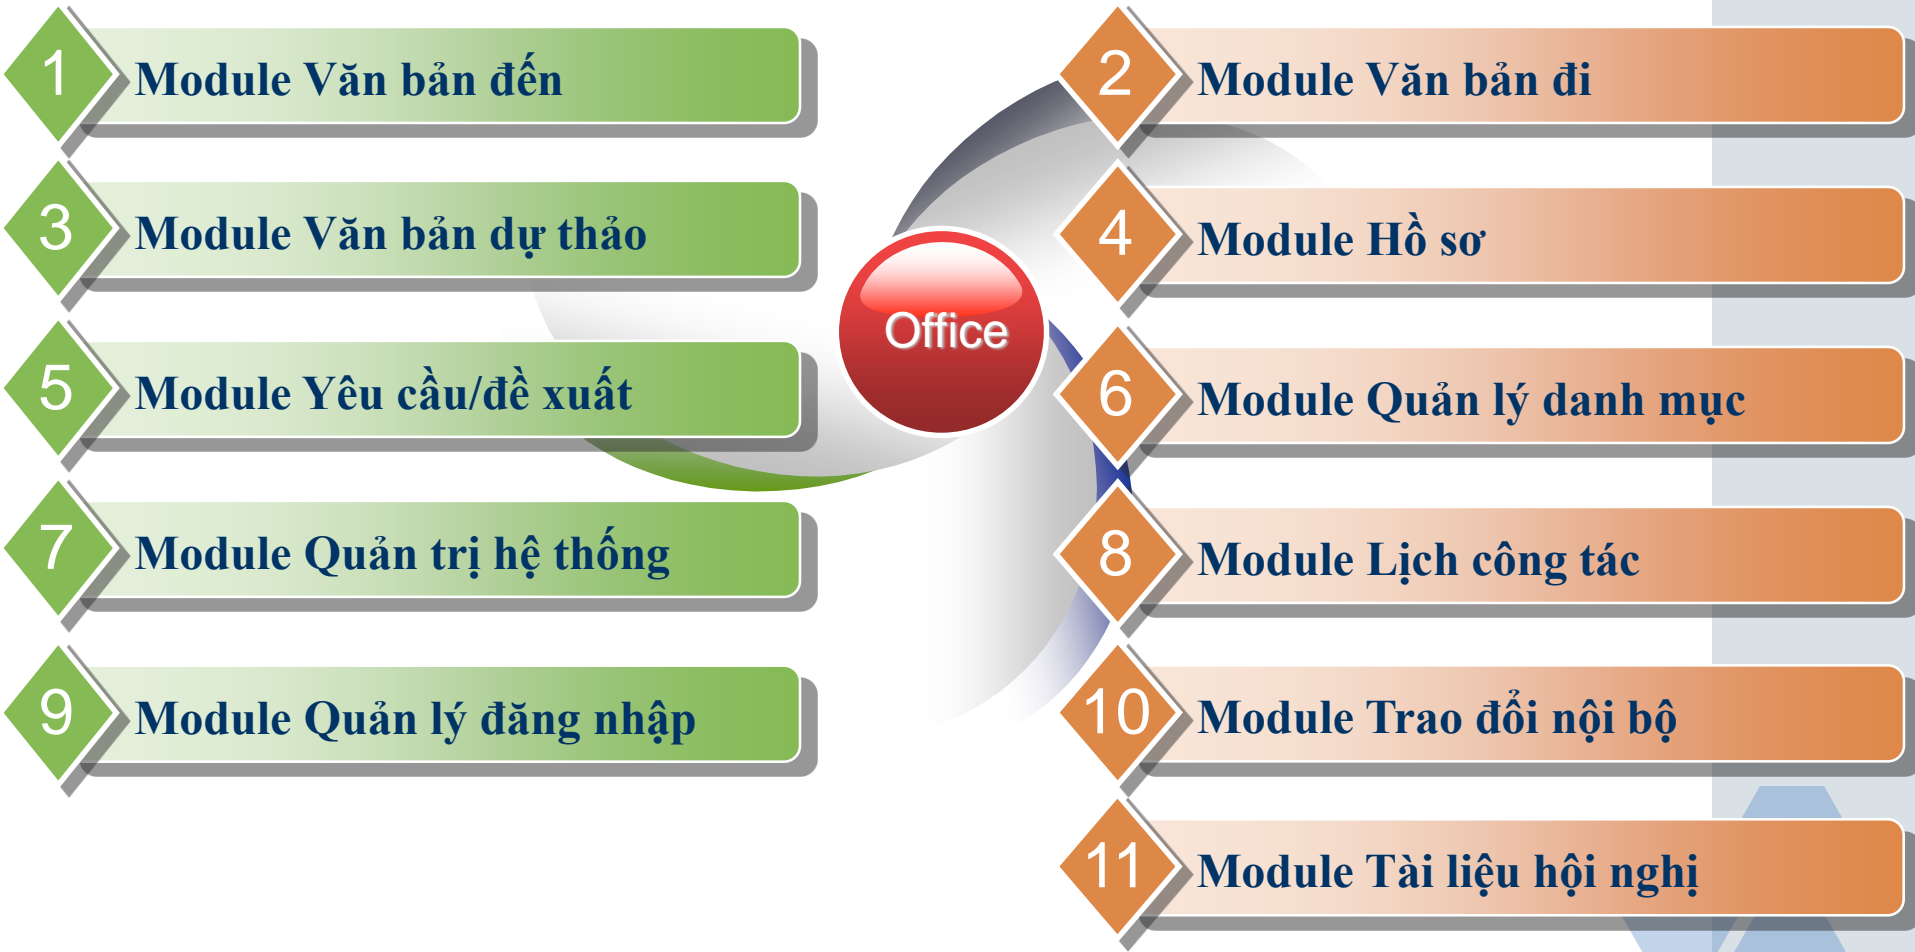 1
Module Văn bản đến
2
Module Văn bản đi
3
Module Văn bản dự thảo
4
Module Hồ sơ
Office
5
Module Yêu cầu/đề xuất
6
Module Quản lý danh mục
7
Module Quản trị hệ thống
8
Module Lịch công tác
9
Module Quản lý đăng nhập
10
Module Trao đổi nội bộ
11
Module Tài liệu hội nghị